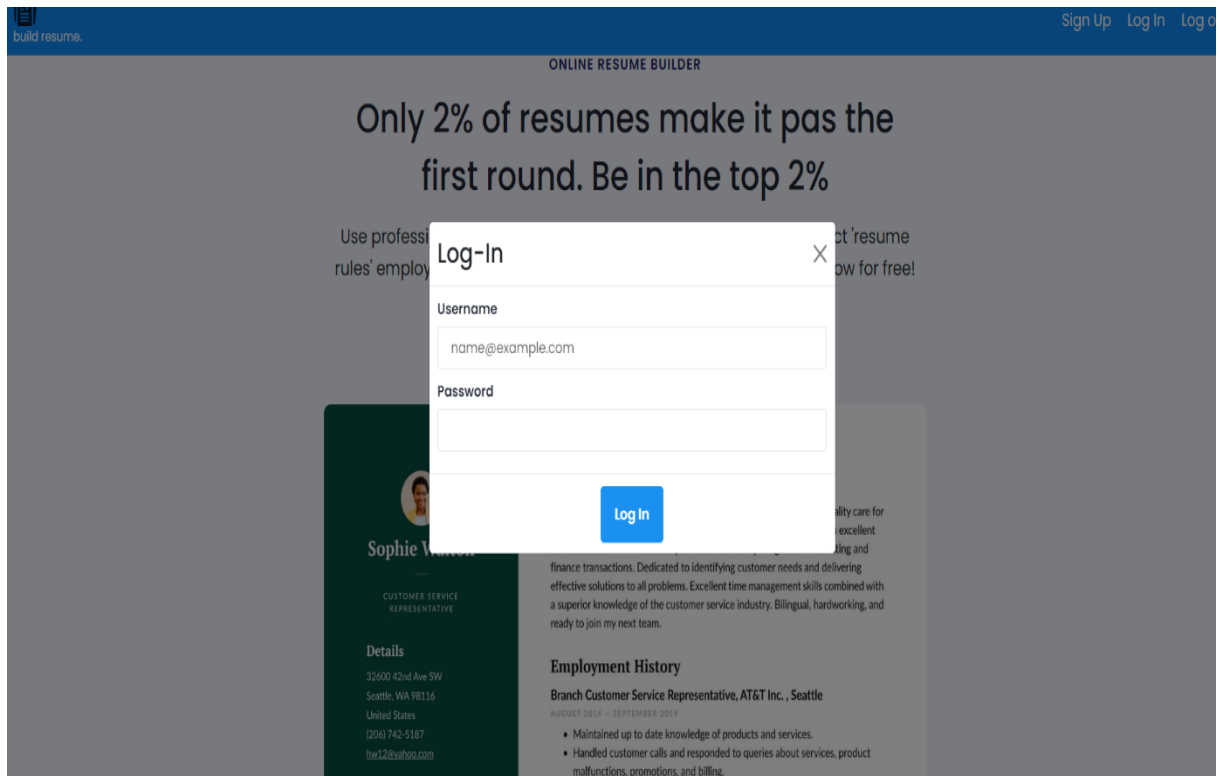 build resume.
Sign Up Log In Log o
ONLINE RESUME BUILDER
Only 2% of resumes make it pas the
first round. Be in the top 2%
Use professi ct 'resume
rules' employ ow for free!
Log-In X
Username
name@example.com
Password
Log In
ality care for
excellent
ting and
finance transactions. Dedicated to identifying customer needs and delivering
effective solutions to all problems. Excellent time management skills combined with
a superior knowledge of the customer service industry. Bilingual, hardworking, and
ready to join my next team.
Sophie
CUSTOMER SERVICE
REPRESENTATIVE
Details
32600 42nd Ave SW
Seattle, WA 98116
United States
(206) 742-5187
hw12@yahoo.com
Employment History
Branch Customer Service Representative, AT&T Inc. , Seattle
AUGUST 2014 — SEPTEMBER 2019
• Maintained up to date knowledge of products and services.
• Handled customer calls and responded to queries about services, product
malfunctions, promotions, and billing.